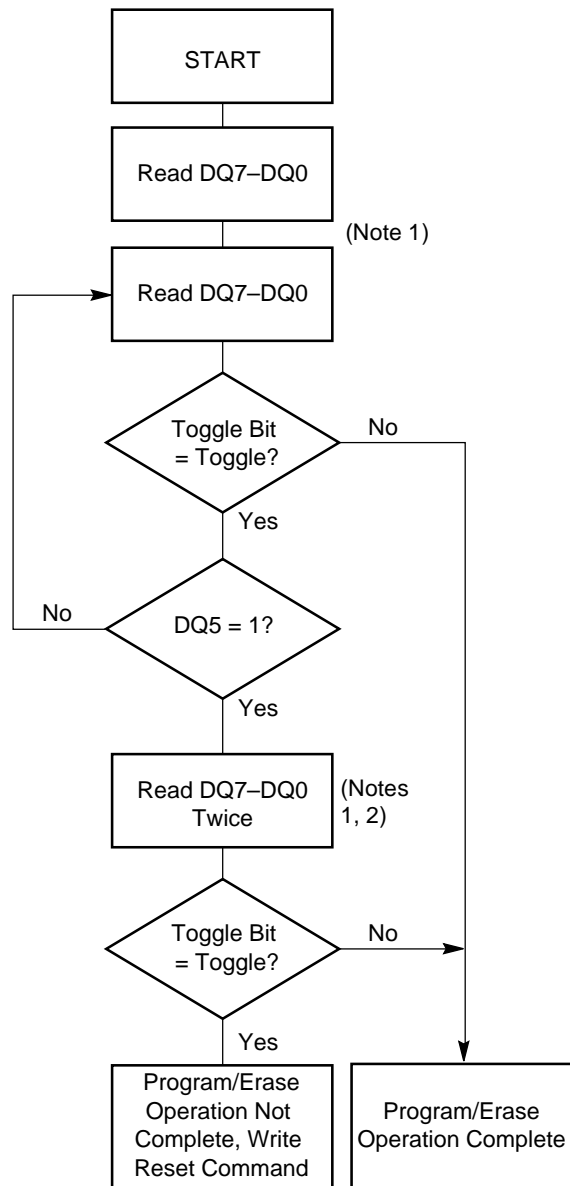 START
Read DQ7–DQ0
(Note 1)
Read DQ7–DQ0
Toggle Bit
= Toggle?
No
Yes
No
DQ5 = 1?
Yes
Read DQ7–DQ0
Twice
(Notes
1, 2)
Toggle Bit
= Toggle?
No
Yes
Program/Erase
Operation Not
Complete, Write
Reset Command
Program/Erase
Operation Complete